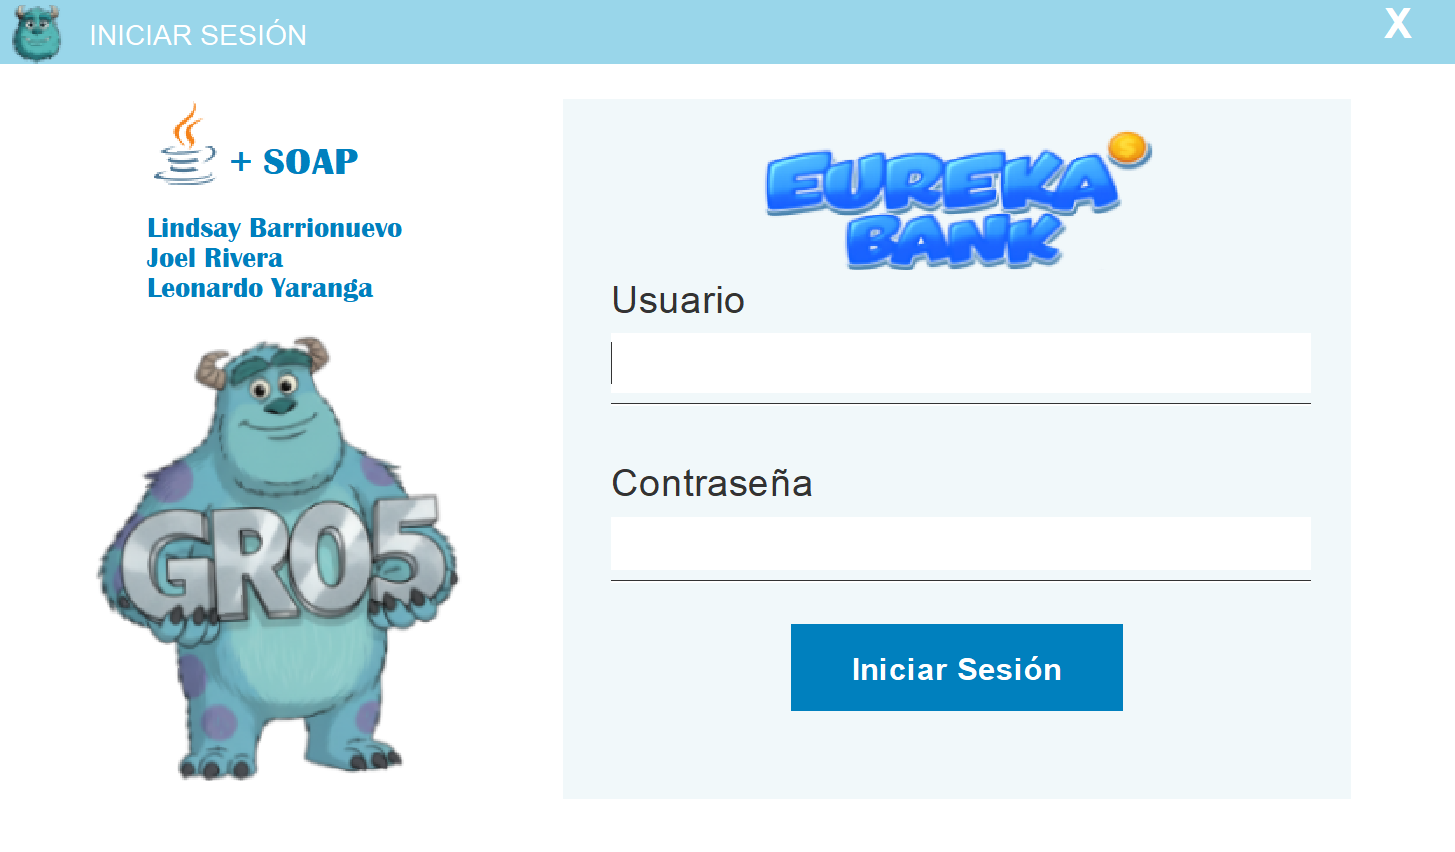 INICIAR SESIÓN
X
+ SOAP
Lindsay Barrionuevo
Joel Rivera
Leonardo Yaranga
GR05
EUREKA
BANK
Usuario
Contraseña
Iniciar Sesión